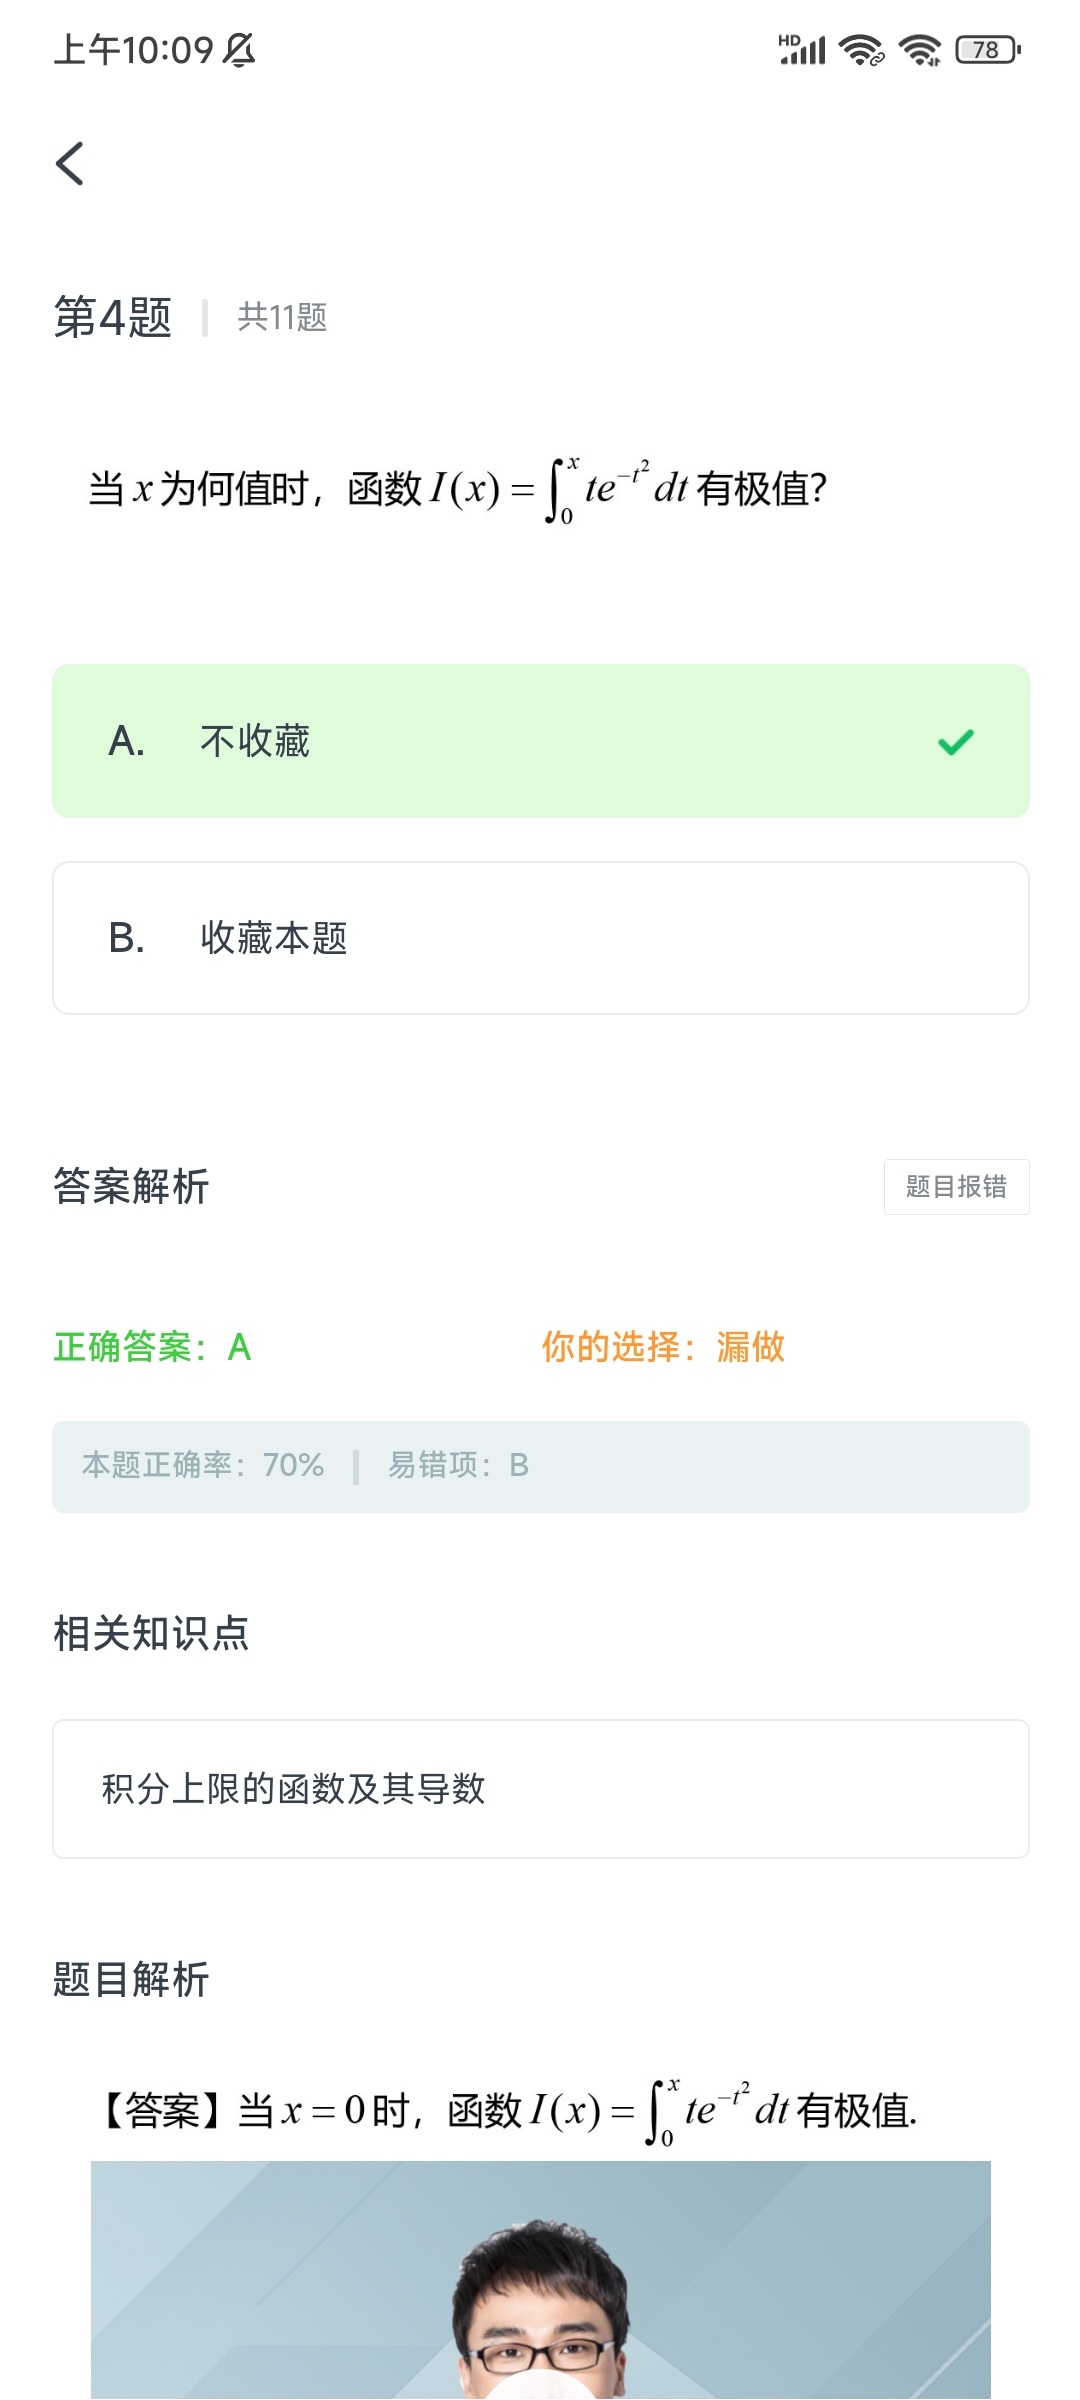 上午10:09 HD 78
第4题 共11题
当 x 为何值时，函数 I(x) = ∫₀ˣ te^{-t²} dt 有极值?
A. 不收藏
B. 收藏本题
答案解析 题目报错
正确答案：A 你的选择：漏做
本题正确率：70% 易错项：B
相关知识点
积分上限的函数及其导数
题目解析
【答案】当 x = 0 时，函数 I(x) = ∫₀ˣ te^{-t²} dt 有极值.